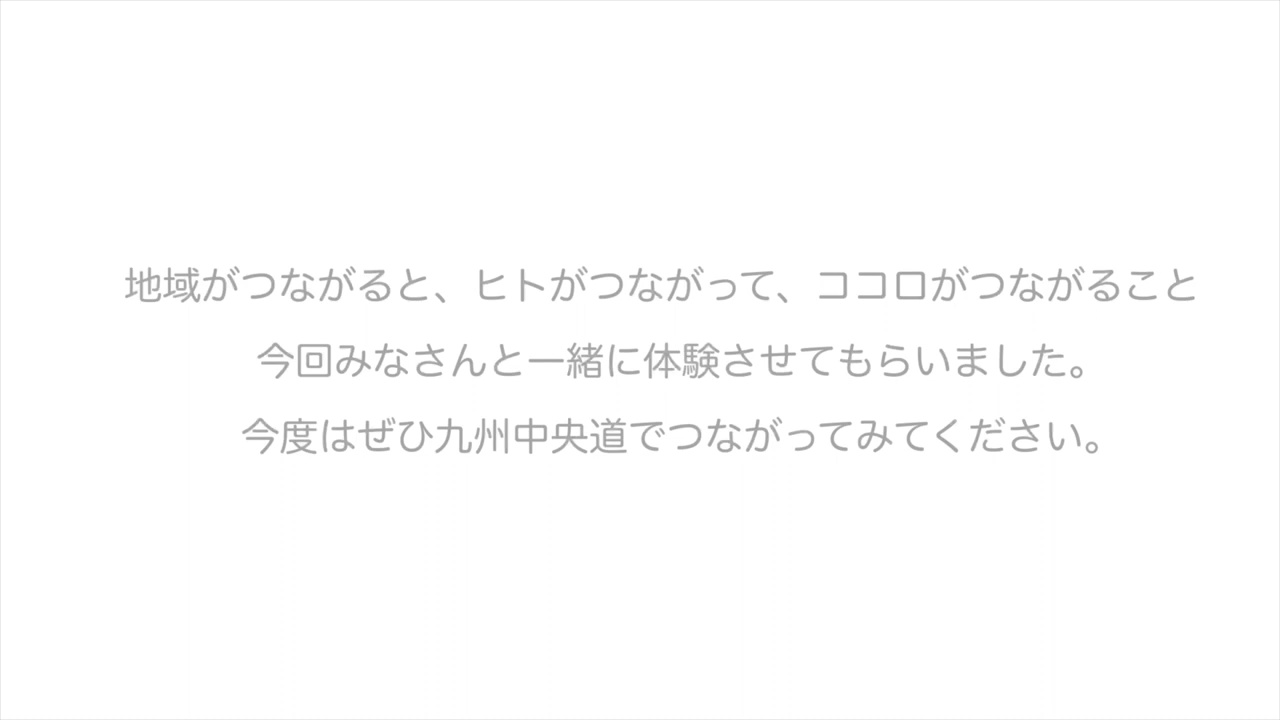 地域がつながると、ヒトがつながって、ココロがつながること
今回みなさんと一緒に体験させてもらいました。
今度はぜひ九州中央道でつながってみてください。